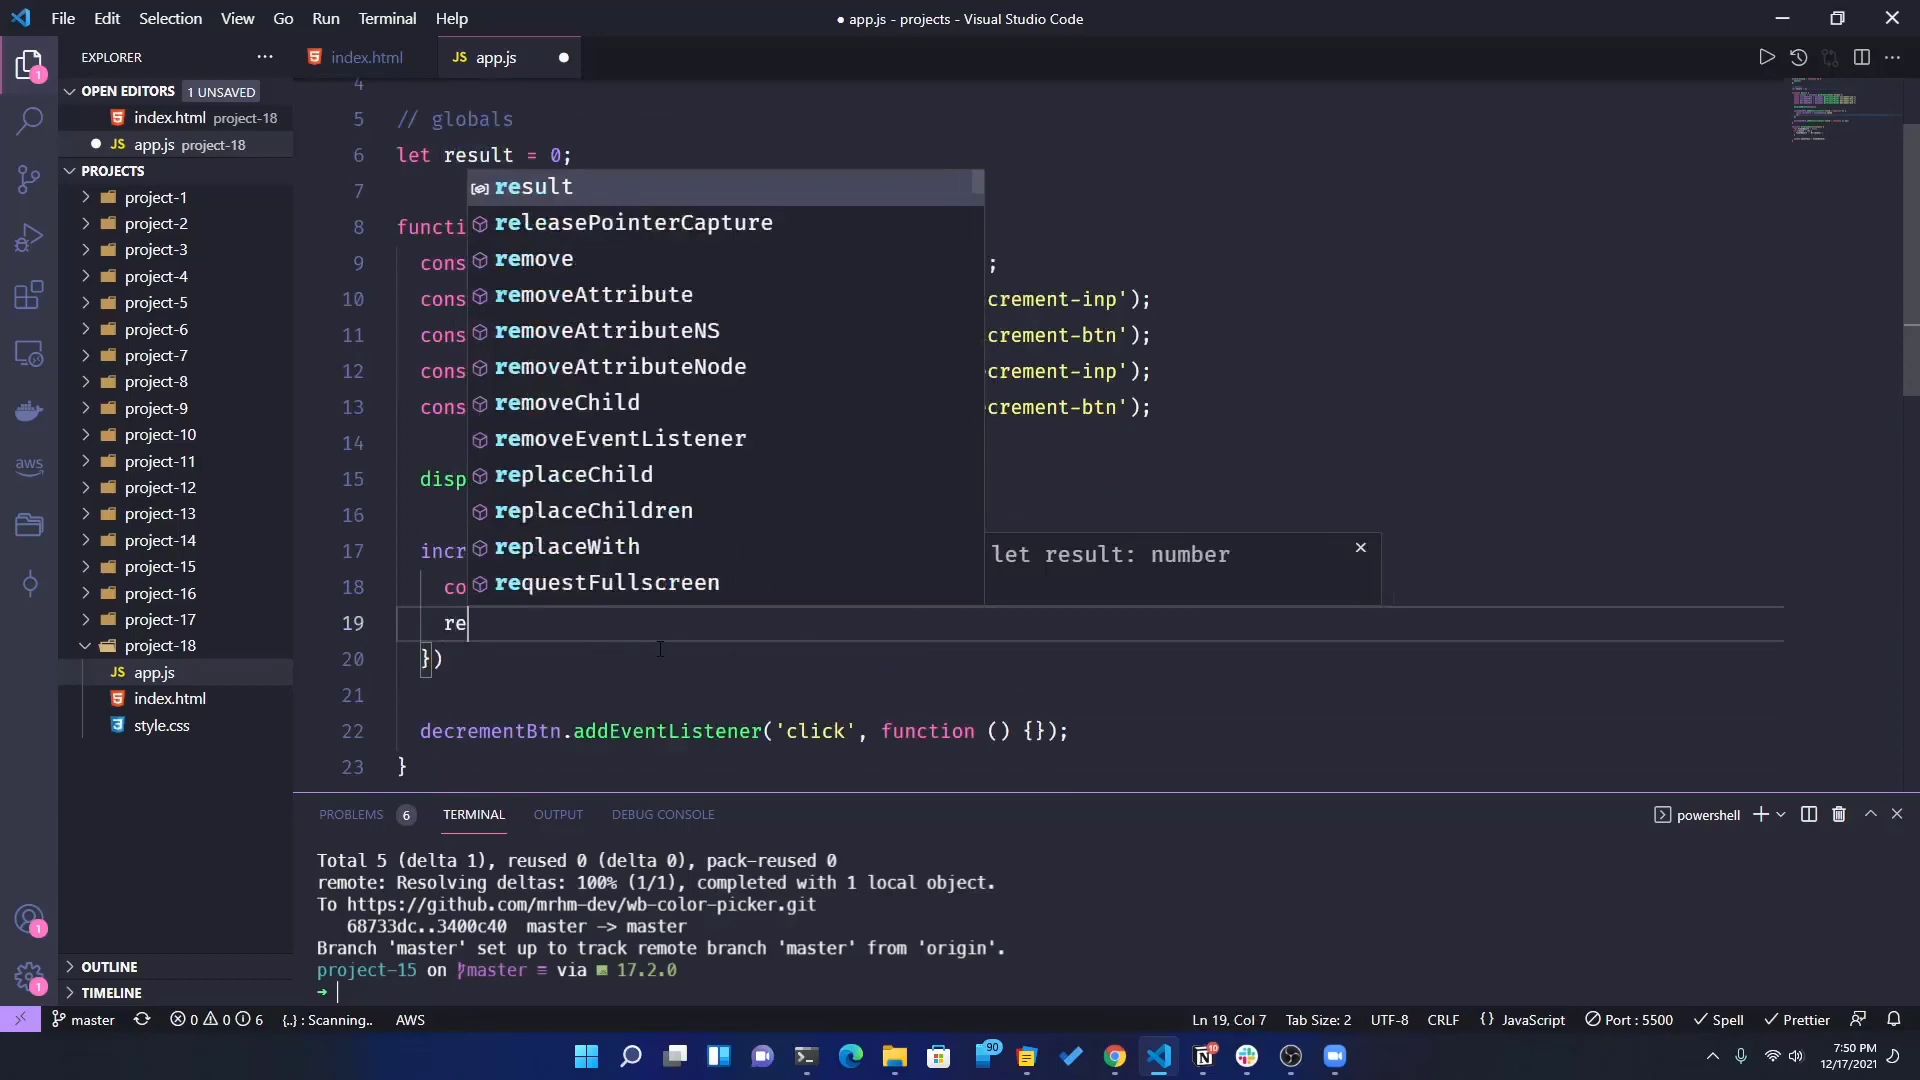 File Edit Selection View Go Run Terminal Help
● app.js - projects - Visual Studio Code
EXPLORER
index.html
JS app.js
OPEN EDITORS 1 UNSAVED
index.html project-18
JS app.js project-18
PROJECTS
project-1
project-2
project-3
project-4
project-5
project-6
project-7
project-8
project-9
project-10
project-11
project-12
project-13
project-14
project-15
project-16
project-17
project-18
JS app.js
index.html
style.css
OUTLINE
TIMELINE
aws
4
5 // globals
6 let result = 0;
7
8 functi
9 cons ;
10 cons crement-inp');
11 cons crement-btn');
12 cons crement-inp');
13 cons crement-btn');
14
15 disp
16
17 incr
18 co
19 re
20 })
21
22 decrementBtn.addEventListener('click', function () {});
23 }
result
releasePointerCapture
remove
removeAttribute
removeAttributeNS
removeAttributeNode
removeChild
removeEventListener
replaceChild
replaceChildren
replaceWith
requestFullscreen
let result: number
PROBLEMS 6 TERMINAL OUTPUT DEBUG CONSOLE
powershell
Total 5 (delta 1), reused 0 (delta 0), pack-reused 0
remote: Resolving deltas: 100% (1/1), completed with 1 local object.
To https://github.com/mrhm-dev/wb-color-picker.git
68733dc..3400c40 master -> master
Branch 'master' set up to track remote branch 'master' from 'origin'.
project-15 on master ≡ via 17.2.0
➜
master 0 0 6 {..} : Scanning.. AWS
Ln 19, Col 7 Tab Size: 2 UTF-8 CRLF {} JavaScript Port : 5500 Spell Prettier
90
10
7:50 PM
12/17/2021